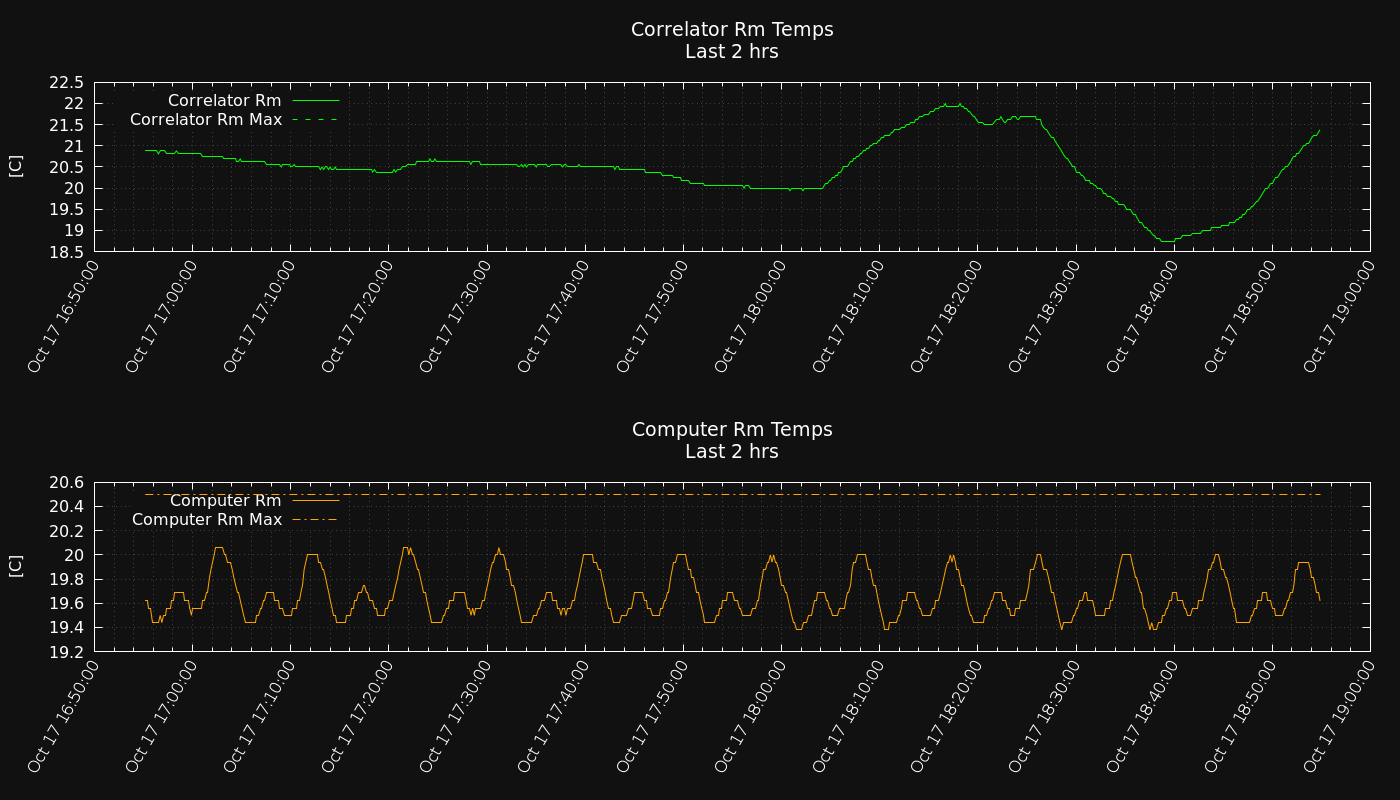 Correlator Rm Temps
Last 2 hrs
[C]
22.5
22
21.5
21
20.5
20
19.5
19
18.5
Correlator Rm
Correlator Rm Max
Oct 17 16:50:00
Oct 17 17:00:00
Oct 17 17:10:00
Oct 17 17:20:00
Oct 17 17:30:00
Oct 17 17:40:00
Oct 17 17:50:00
Oct 17 18:00:00
Oct 17 18:10:00
Oct 17 18:20:00
Oct 17 18:30:00
Oct 17 18:40:00
Oct 17 18:50:00
Oct 17 19:00:00
Computer Rm Temps
Last 2 hrs
[C]
20.6
20.4
20.2
20
19.8
19.6
19.4
19.2
Computer Rm
Computer Rm Max
Oct 17 16:50:00
Oct 17 17:00:00
Oct 17 17:10:00
Oct 17 17:20:00
Oct 17 17:30:00
Oct 17 17:40:00
Oct 17 17:50:00
Oct 17 18:00:00
Oct 17 18:10:00
Oct 17 18:20:00
Oct 17 18:30:00
Oct 17 18:40:00
Oct 17 18:50:00
Oct 17 19:00:00